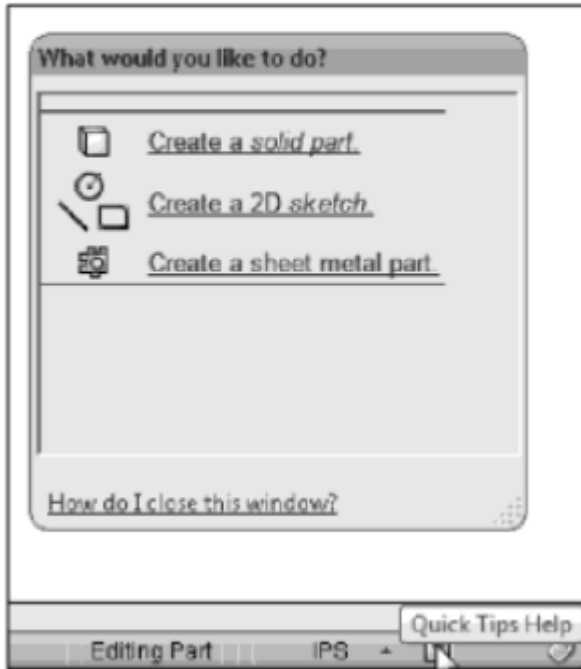 What would you like to do?
Create a solid part.
Create a 2D sketch.
Create a sheet metal part.
How do I close this window?
Quick Tips Help
Editing Part IPS